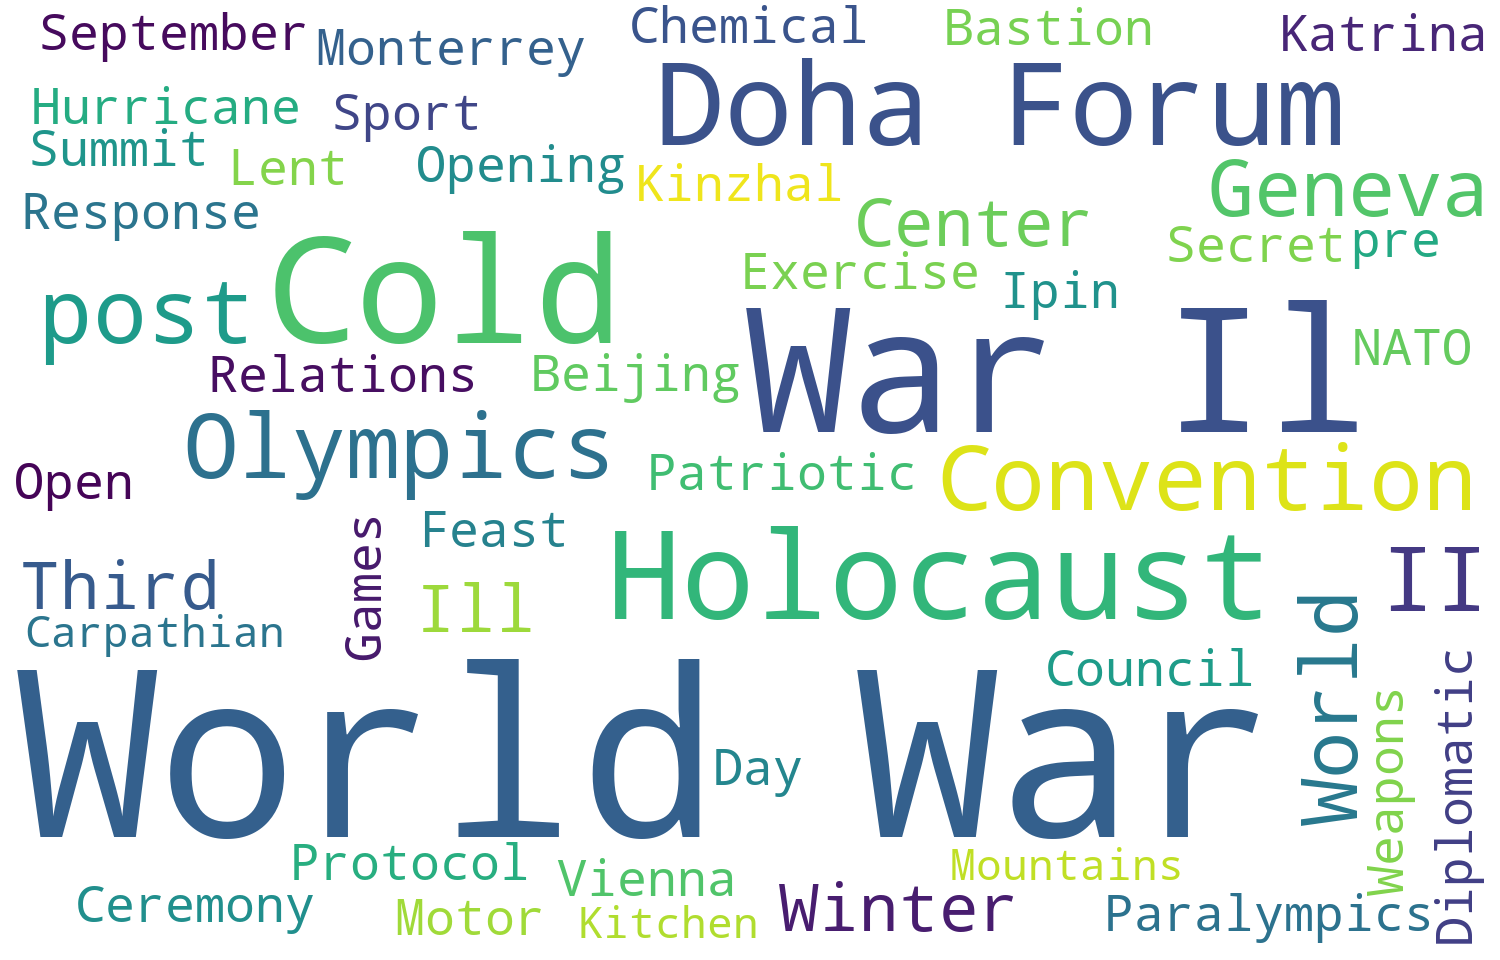 September
Monterrey
Chemical
Bastion
Katrina
Hurricane
Sport
Doha Forum
Summit
Lent
Opening
Kinzhal
Geneva
Response
Center
Secret
pre
Cold
post
Exercise
Ipin
War Il
NATO
Relations
Beijing
Olympics
Patriotic
Convention
Open
Games
Feast
Holocaust
II
Third
Ill
Carpathian
World
Council
World War
Day
Weapons
Diplomatic
Protocol
Vienna
Mountains
Ceremony
Motor
Kitchen
Winter
Paralympics